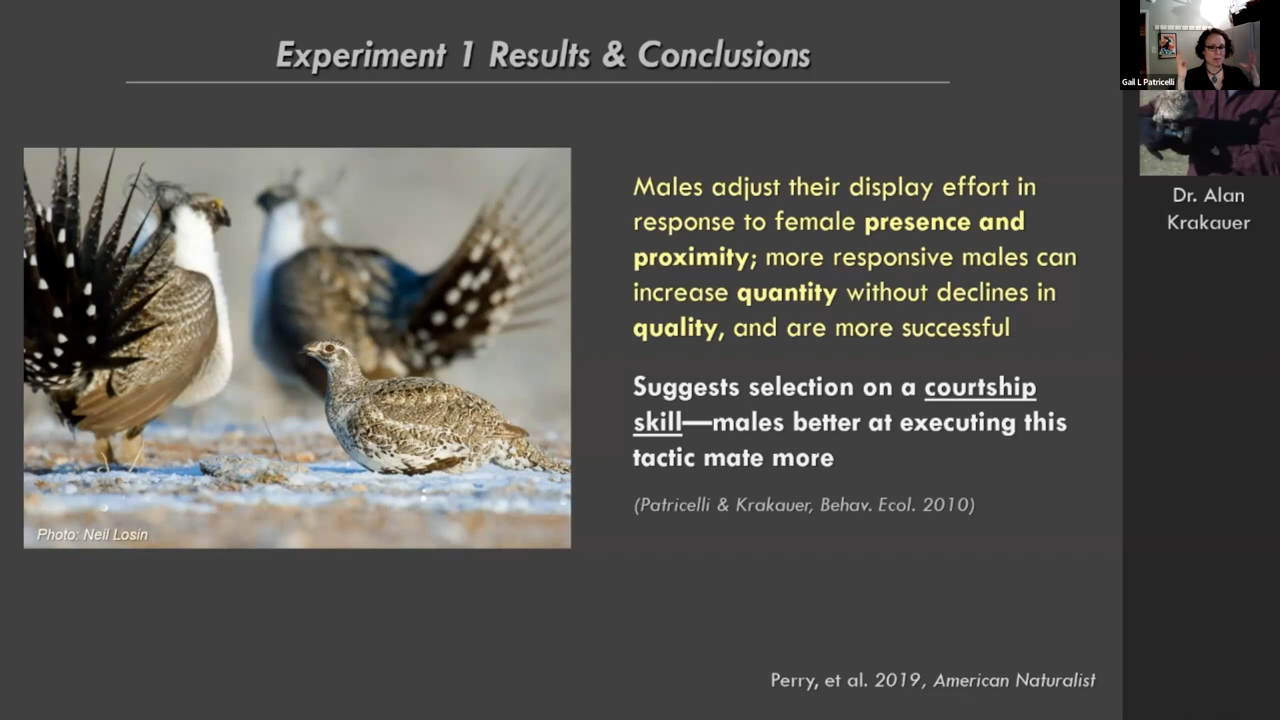 Experiment 1 Results & Conclusions
Gail L Patricelli
Males adjust their display effort in
response to female presence and
proximity; more responsive males can
increase quantity without declines in
quality, and are more successful
Suggests selection on a courtship
skill—males better at executing this
tactic mate more
(Patricelli & Krakauer, Behav. Ecol. 2010)
Dr. Alan
Krakauer
Photo: Neil Losin
Perry, et al. 2019, American Naturalist